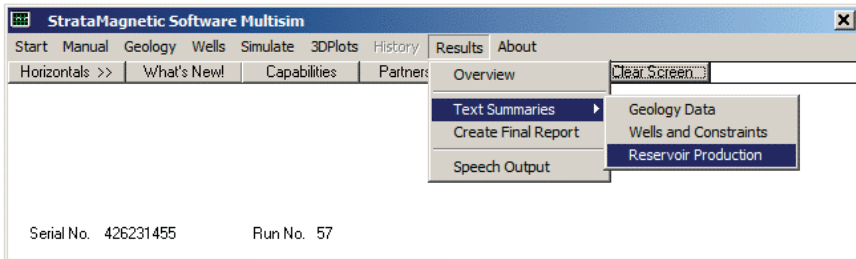 StrataMagnetic Software Multisim
Start Manual Geology Wells Simulate 3DPlots History Results About
Horizontals >> What's New! Capabilities Partners Clear Screen...
Overview
Text Summaries
Create Final Report
Speech Output
Geology Data
Wells and Constraints
Reservoir Production
Serial No. 426231455 Run No. 57